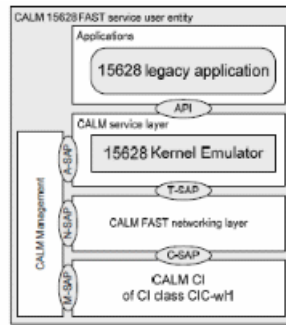 CALM 15628 FAST service user entity
Applications
15628 legacy application
API
CALM service layer
15628 Kernel Emulator
A-SAP
T-SAP
CALM Management
N-SAP
CALM FAST networking layer
C-SAP
M-SAP
CALM CI
of CI class CIC-wH